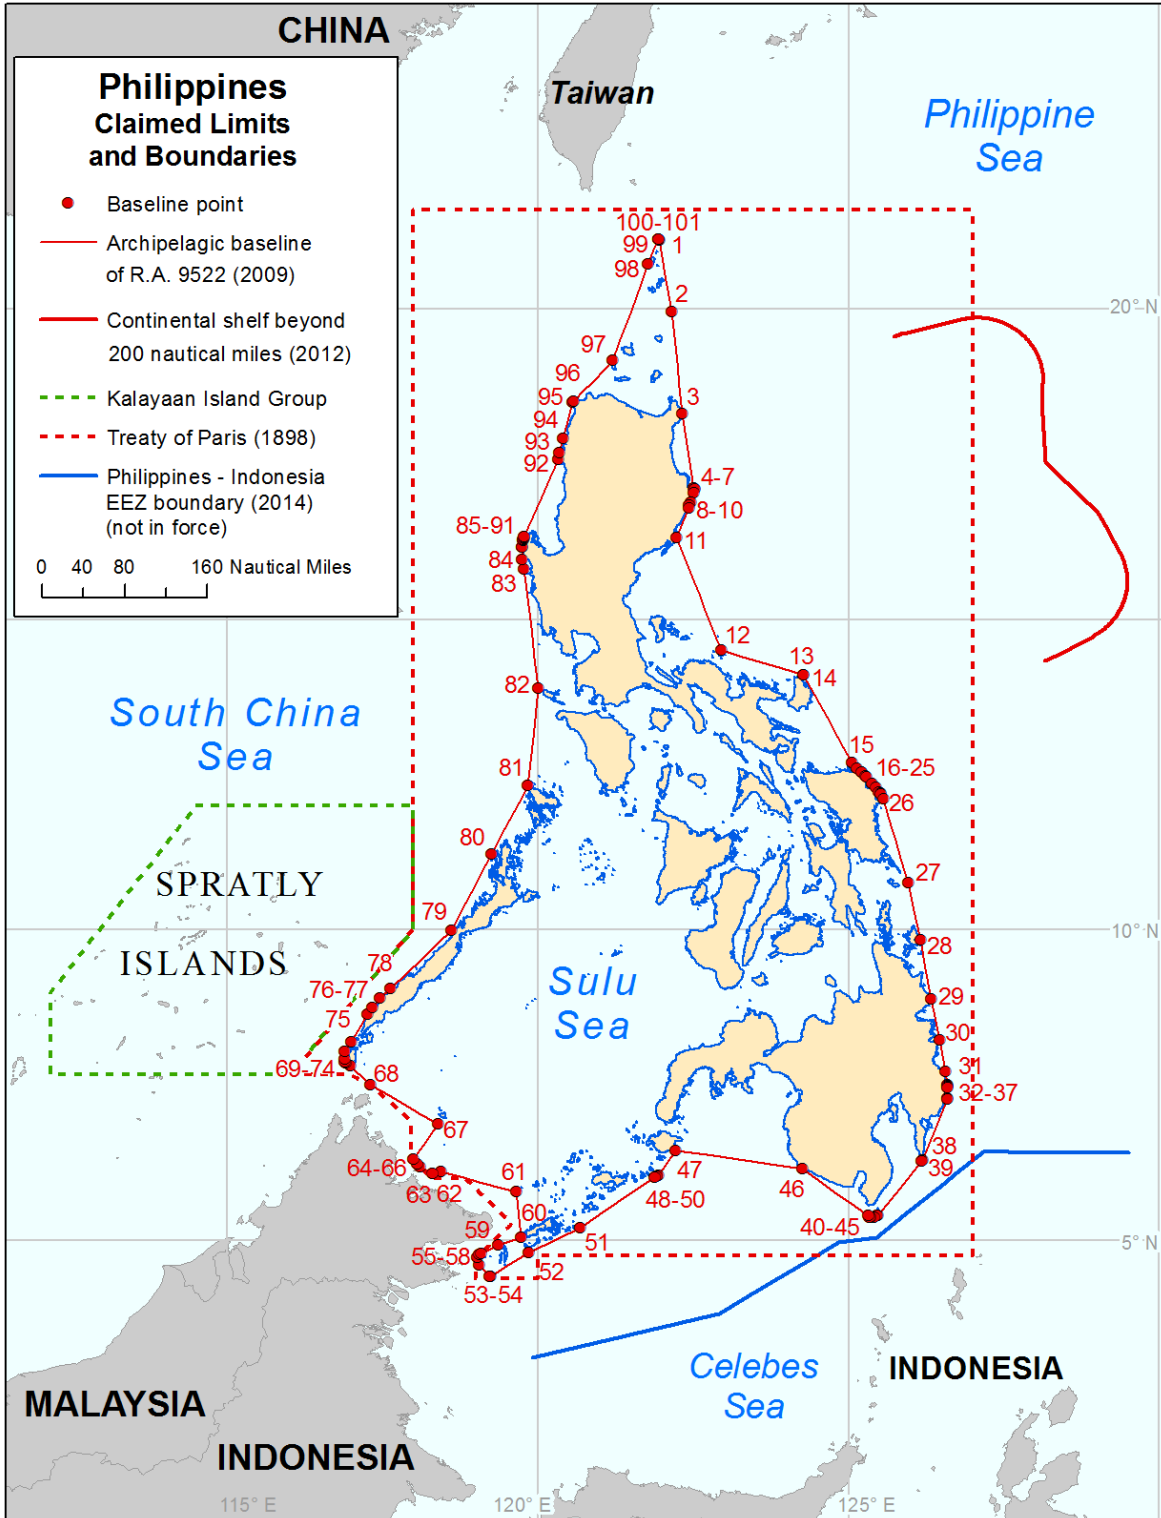 CHINA
Taiwan
Philippine
Sea
Philippines
Claimed Limits
and Boundaries
Baseline point
Archipelagic baseline
of R.A. 9522 (2009)
Continental shelf beyond
200 nautical miles (2012)
Kalayaan Island Group
Treaty of Paris (1898)
Philippines - Indonesia
EEZ boundary (2014)
(not in force)
0 40 80 160 Nautical Miles
100-101
99
1
98
2
20° N
97
96
95
3
94
93
92
4-7
8-10
85-91
11
84
83
12
13
14
82
South China
Sea
15
16-25
26
81
80
27
SPRATLY
ISLANDS
79
10° N
28
78
76-77
75
Sulu
Sea
29
30
31
32-37
69-74
68
67
38
39
64-66
63
62
61
47
46
48-50
60
59
40-45
51
55-58
52
5° N
53-54
Celebes
Sea
INDONESIA
MALAYSIA
INDONESIA
115° E
120° E
125° E